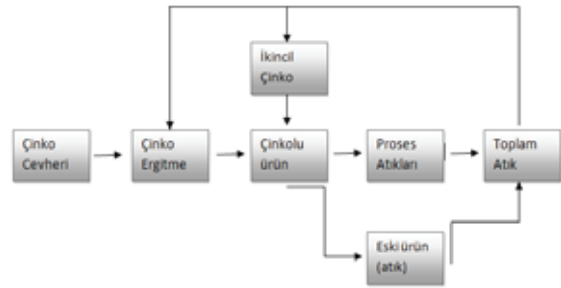 İkincil
Çinko
Çinko
Cevheri
Çinko
Ergitme
Çinkolu
ürün
Proses
Atıkları
Toplam
Atık
Eski ürün
(atık)